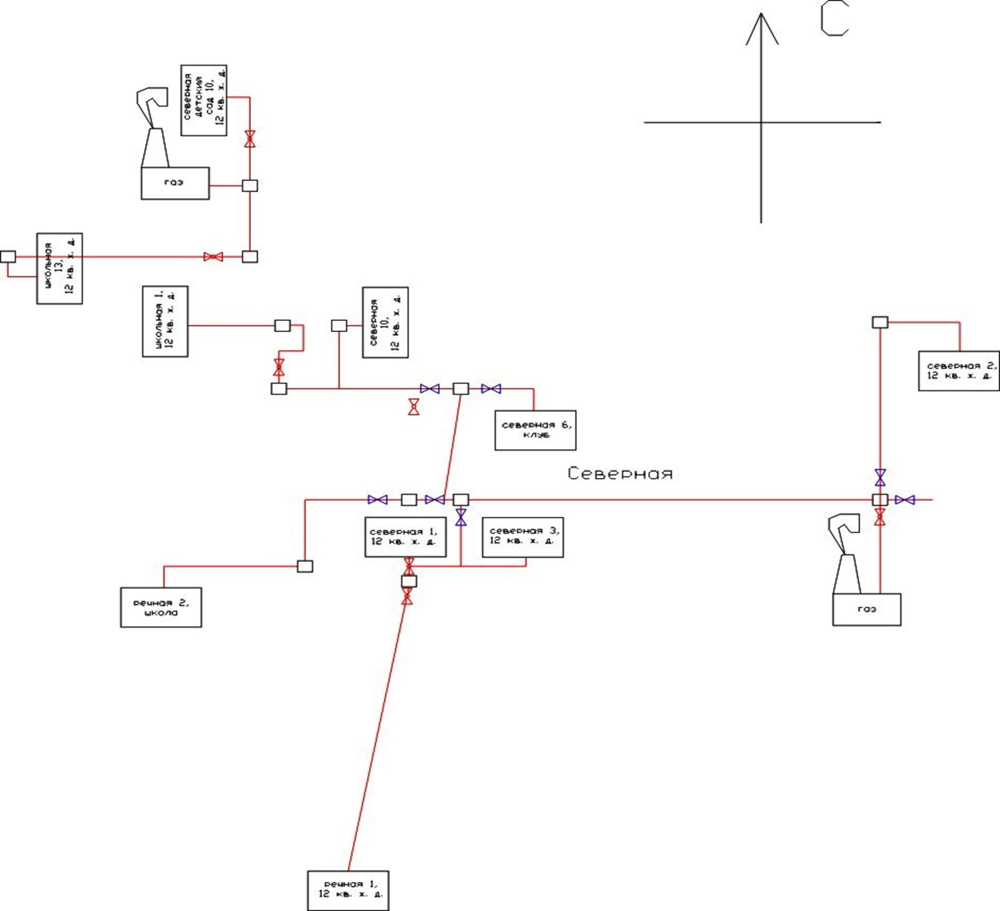 С
северная
детский
сад 10,
12 кв. ж. д.
газ
школьная
13,
12 кв. ж. д.
школьная 1,
12 кв. ж. д.
северная
10,
12 кв. ж. д.
северная 2,
12 кв. ж. д.
северная 6,
клуб
Северная
северная 1,
12 кв. ж. д.
северная 3,
12 кв. ж. д.
речная 2,
школа
газ
речная 1,
12 кв. ж. д.